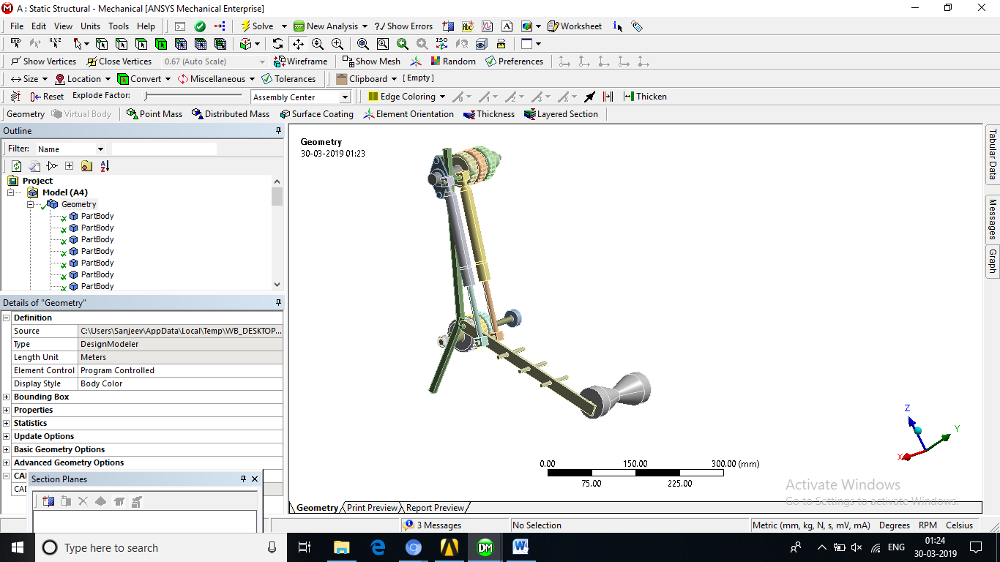 A : Static Structural - Mechanical [ANSYS Mechanical Enterprise]
File Edit View Units Tools Help Solve New Analysis ?/ Show Errors Worksheet
Show Vertices Close Vertices 0.67 (Auto Scale) Wireframe Show Mesh Random Preferences
Size Location Convert Miscellaneous Tolerances Clipboard [ Empty ]
Reset Explode Factor: Assembly Center Edge Coloring Thicken
Geometry Virtual Body Point Mass Distributed Mass Surface Coating Element Orientation Thickness Layered Section
Outline
Filter: Name
Project
Model (A4)
Geometry
PartBody
PartBody
PartBody
PartBody
PartBody
PartBody
PartBody
Details of "Geometry"
Definition
Source C:\Users\Sanjeev\AppData\Local\Temp\WB_DESKTOP...
Type DesignModeler
Length Unit Meters
Element Control Program Controlled
Display Style Body Color
Bounding Box
Properties
Statistics
Update Options
Basic Geometry Options
Advanced Geometry Options
Section Planes
Geometry
30-03-2019 01:23
Z
Y
X
0.00 150.00 300.00 (mm)
75.00 225.00
Activate Windows
Go to Settings to activate Windows.
Geometry Print Preview Report Preview
Tabular Data
Messages
Graph
3 Messages No Selection Metric (mm, kg, N, s, mV, mA) Degrees RPM Celsius
Type here to search
DM
ENG
01:24
30-03-2019